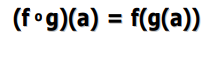 (f∘g)(a) = f(g(a))